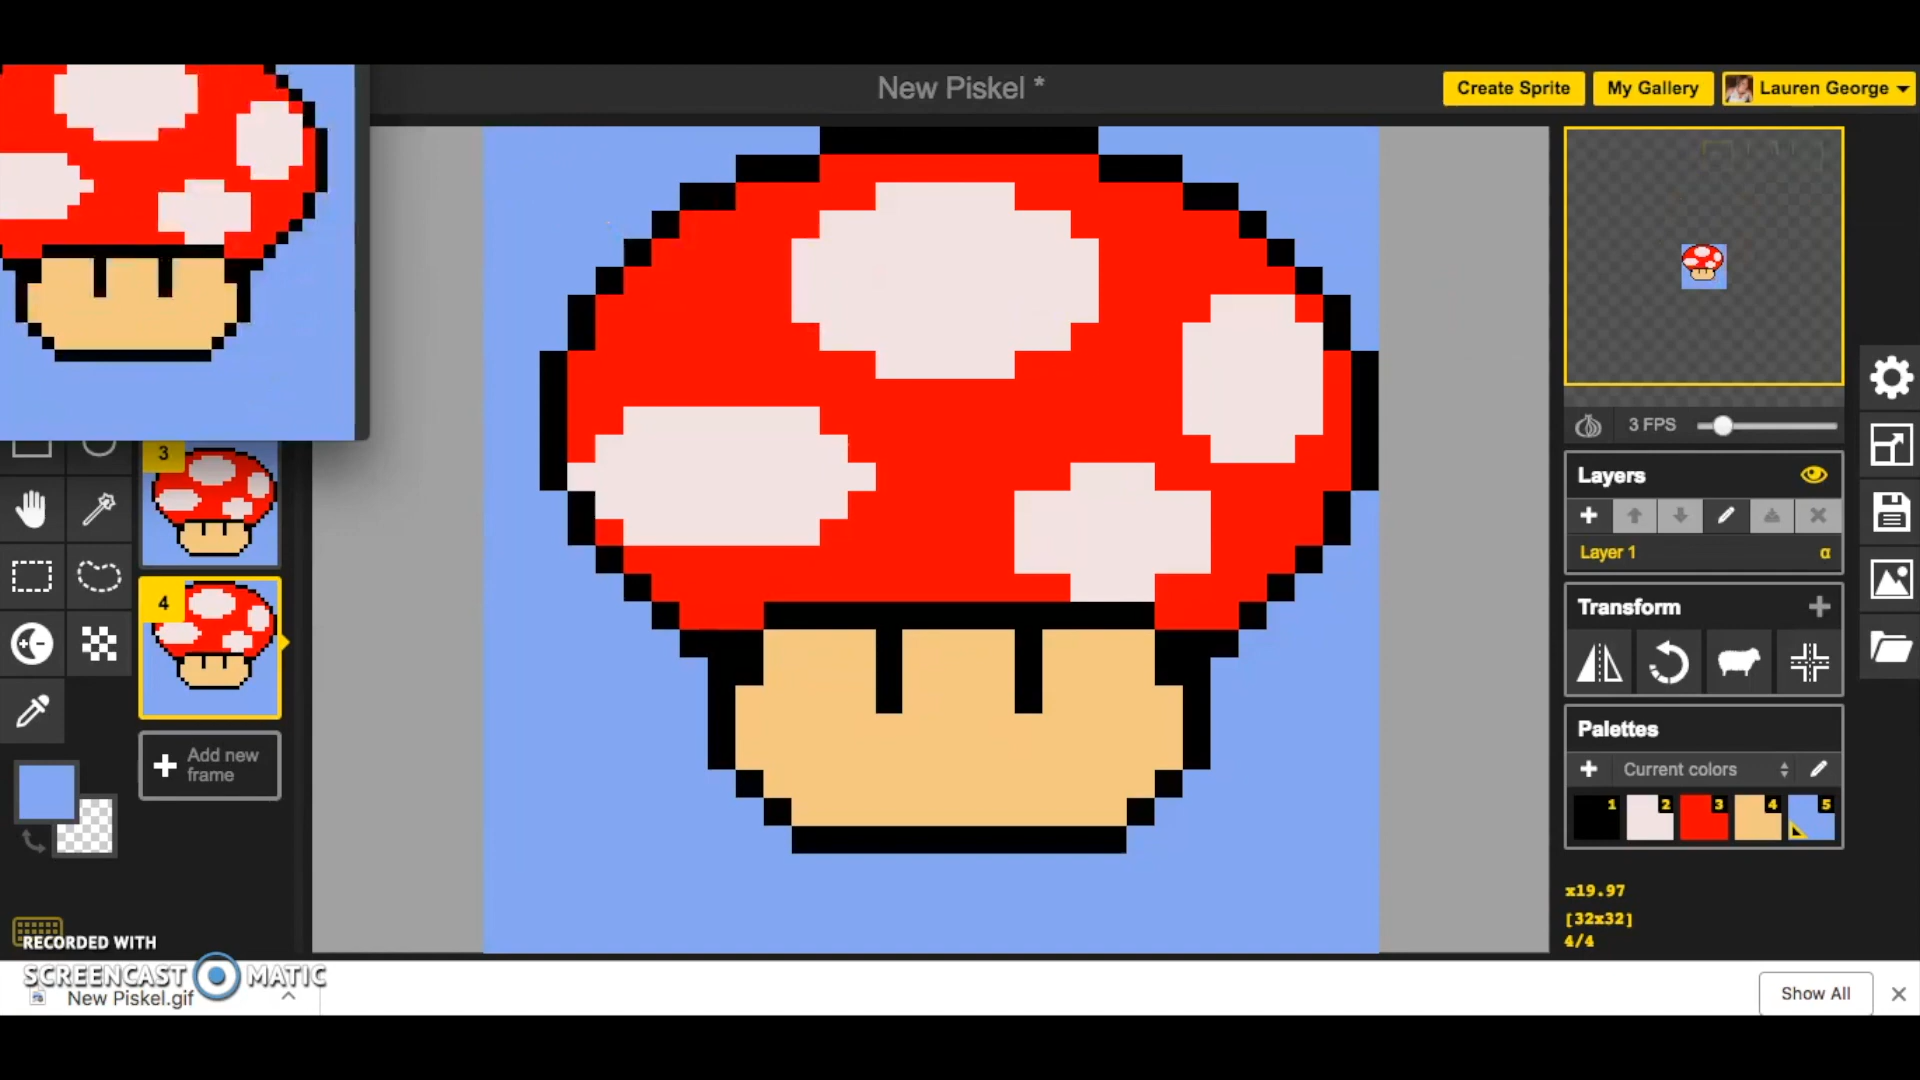 New Piskel *
Create Sprite
My Gallery
Lauren George
3 FPS
Layers
Layer 1
α
Transform
Palettes
Current colors
1
2
3
4
5
x19.97
[32x32]
4/4
3
4
Add new
frame
RECORDED WITH
SCREENCAST MATIC
New Piskel.gif
Show All